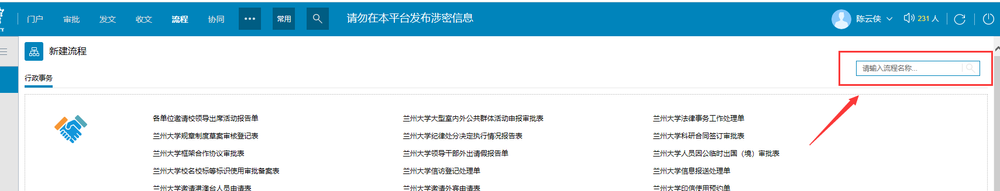 门户 审批 发文 收文 流程 协同 ••• 常用 请勿在本平台发布涉密信息 陈云侠 231 人
新建流程
请输入流程名称...
行政事务
各单位邀请校领导出席活动报告单 兰州大学大型室内外公共群体活动申报审批表 兰州大学法律事务工作处理单
兰州大学规章制度草案审核登记表 兰州大学纪律处分决定执行情况报告表 兰州大学科研合同签订审批表
兰州大学框架合作协议审批表 兰州大学领导干部外出请假报告单 兰州大学人员因公临时出国（境）审批表
兰州大学校名校标等标识使用审批备案表 兰州大学信访登记处理单 兰州大学信息报送处理单
兰州大学邀请港澳台人员申请表 兰州大学邀请外宾申请表 兰州大学印信使用预约单